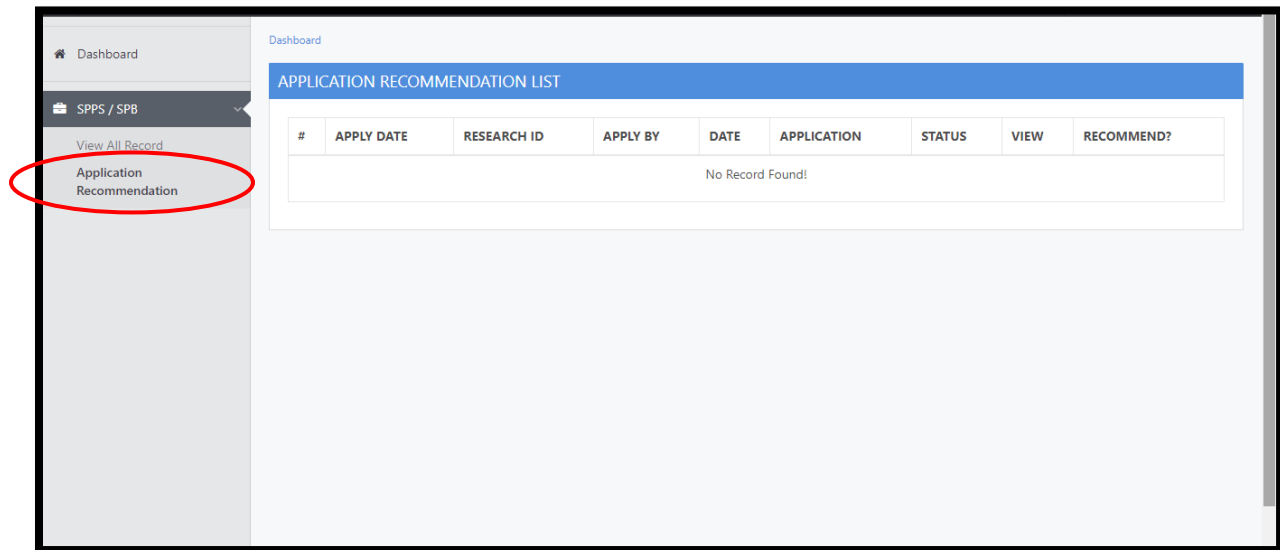 Dashboard
SPPS / SPB
View All Record
Application
Recommendation
Dashboard
APPLICATION RECOMMENDATION LIST
# APPLY DATE RESEARCH ID APPLY BY DATE APPLICATION STATUS VIEW RECOMMEND?
No Record Found!